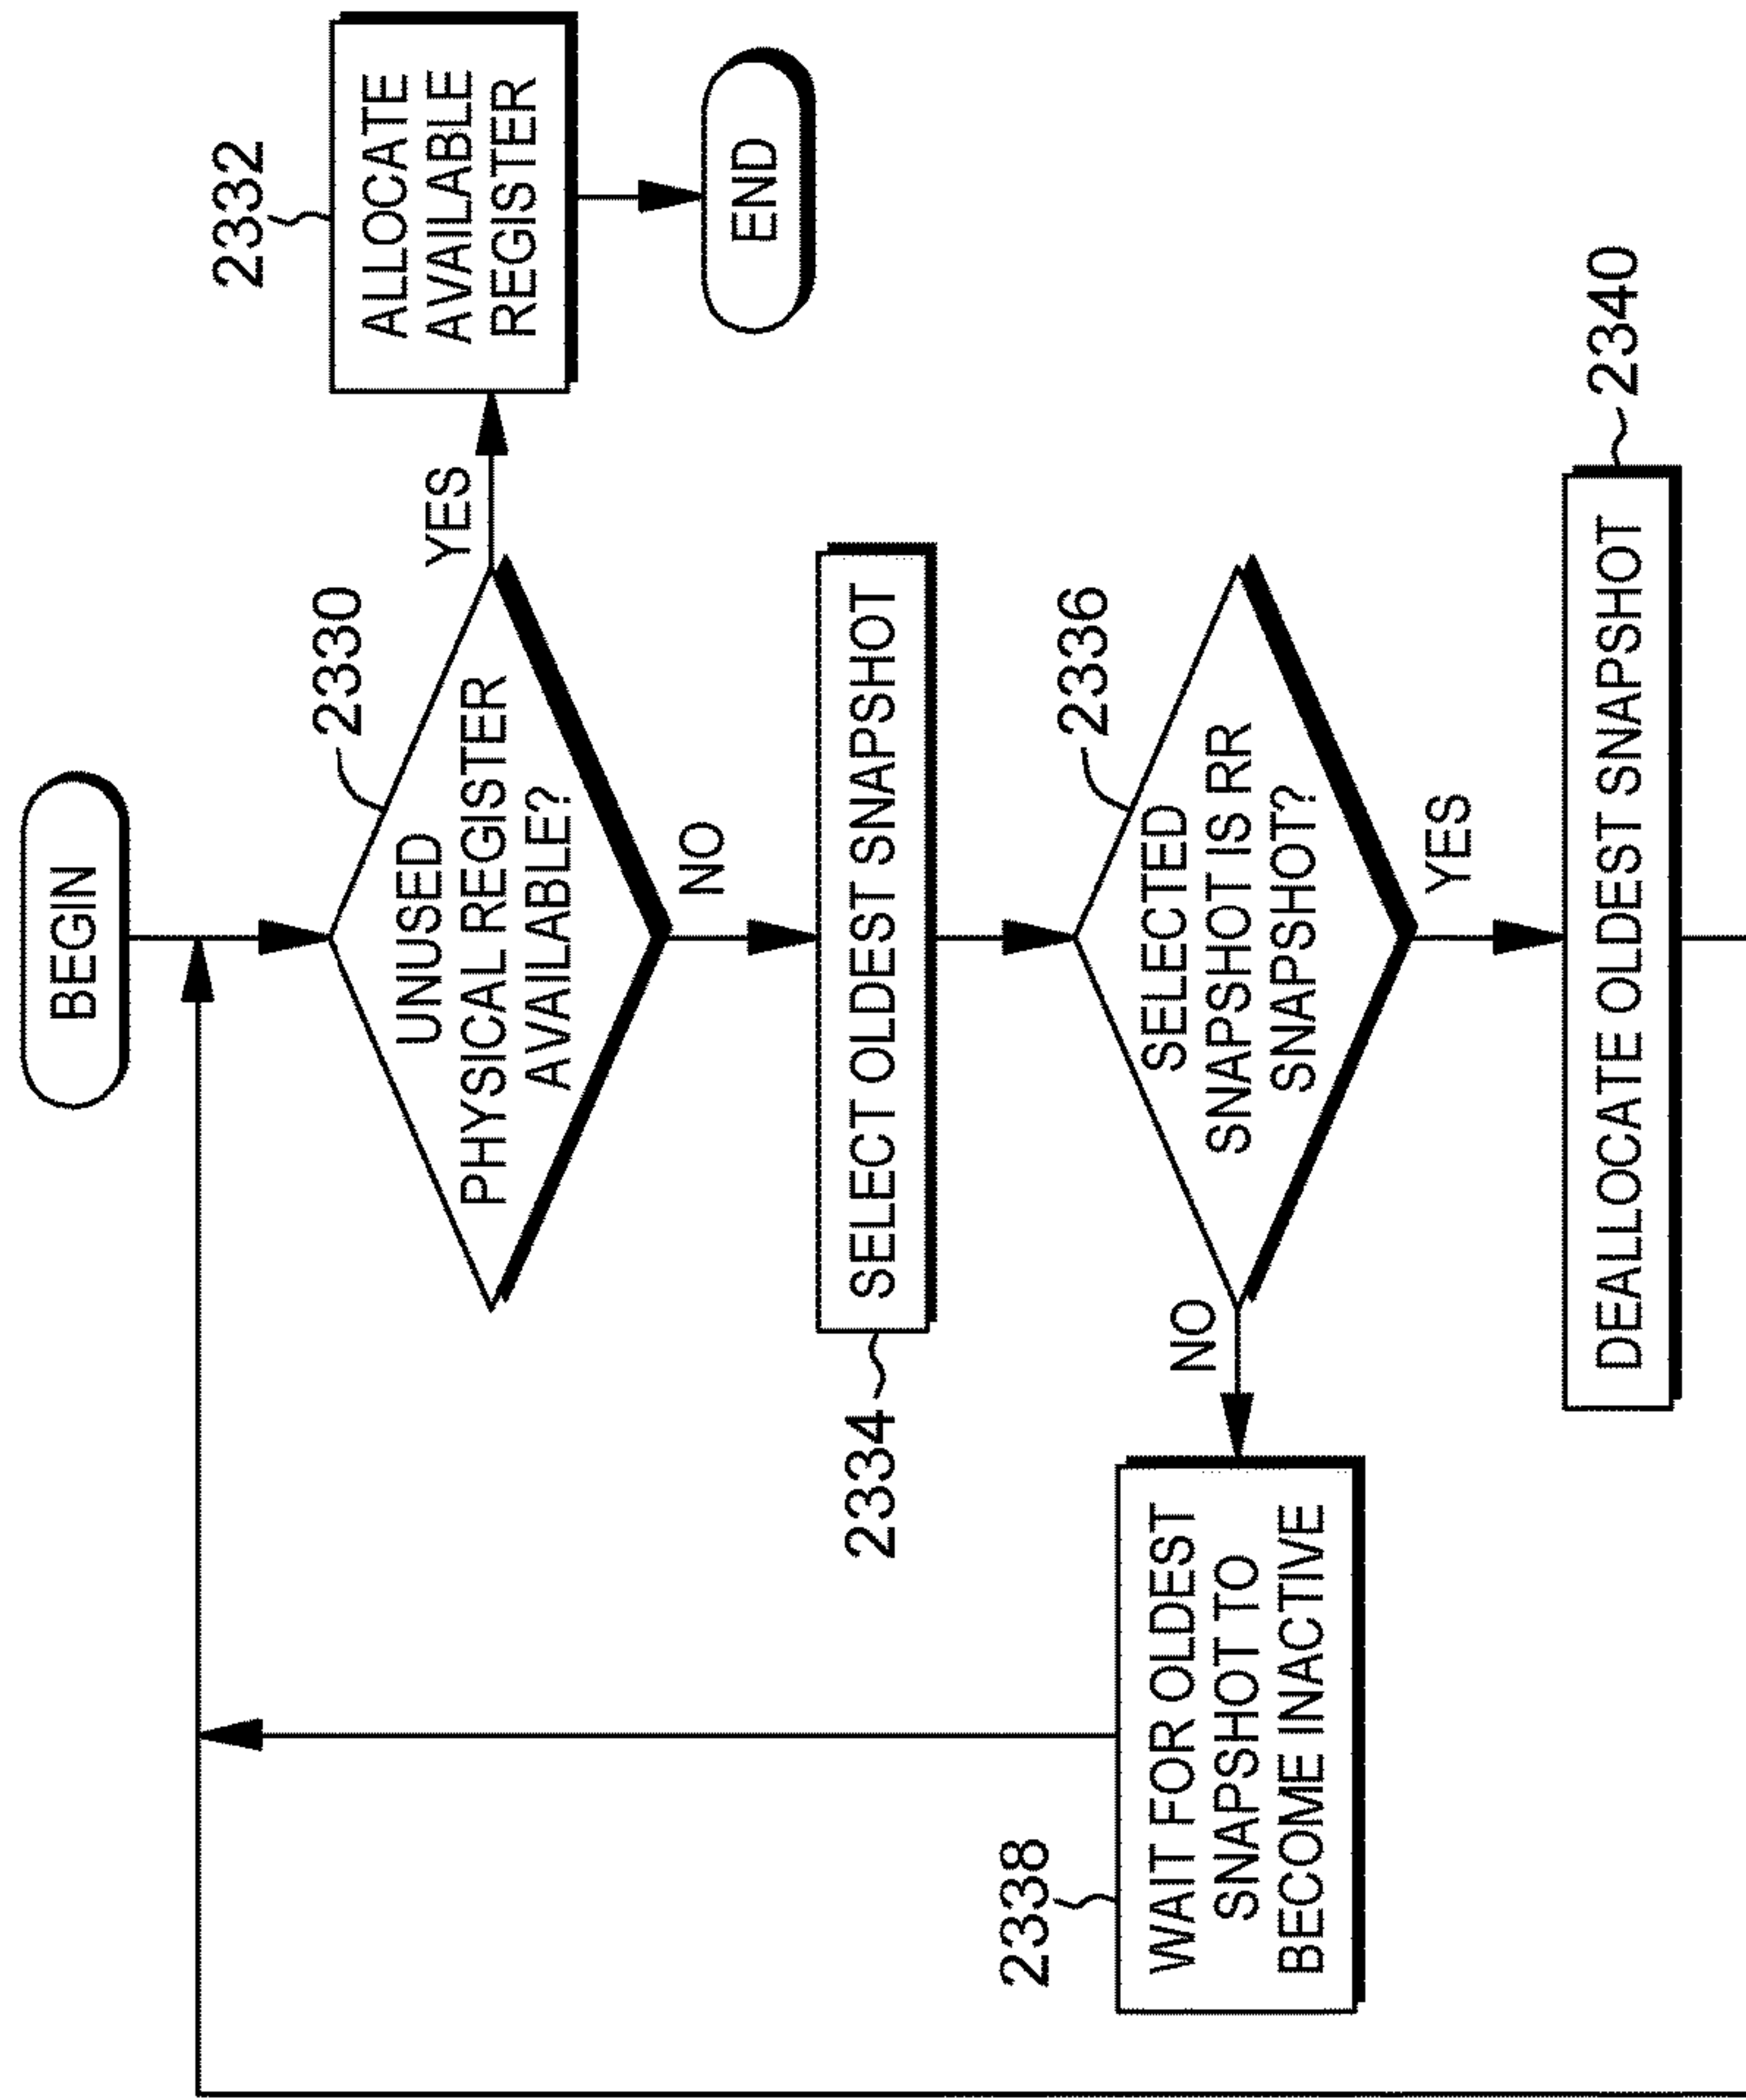 BEGIN
2330
UNUSED
PHYSICAL REGISTER
AVAILABLE?
YES
2332
ALLOCATE
AVAILABLE
REGISTER
END
NO
2334
SELECT OLDEST SNAPSHOT
2336
SELECTED
SNAPSHOT IS RR
SNAPSHOT?
NO
2338
WAIT FOR OLDEST
SNAPSHOT TO
BECOME INACTIVE
YES
2340
DEALLOCATE OLDEST SNAPSHOT